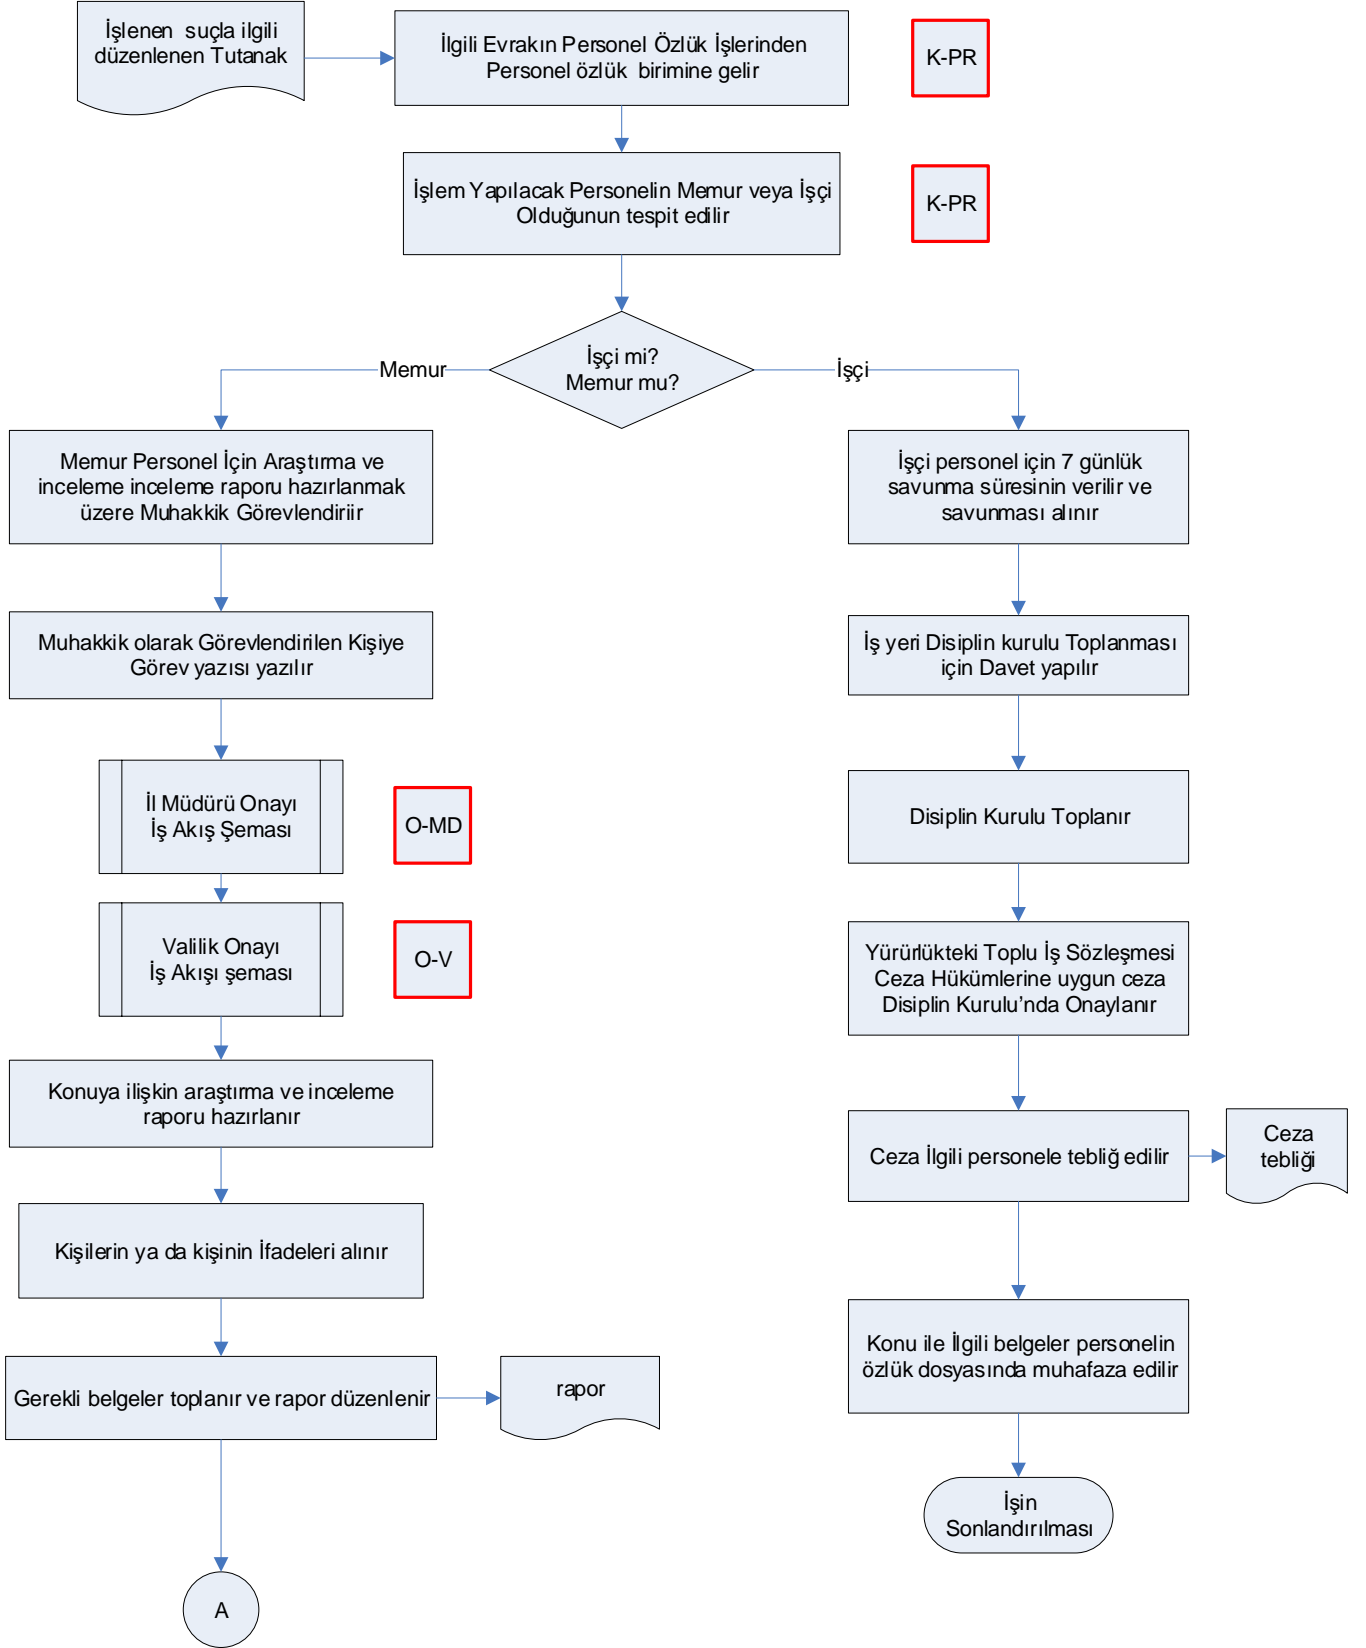 İşlenen suçla ilgili
düzenlenen Tutanak
İlgili Evrakın Personel Özlük İşlerinden
Personel özlük birimine gelir
K-PR
İşlem Yapılacak Personelin Memur veya İşçi
Olduğunun tespit edilir
K-PR
İşçi mi?
Memur mu?
Memur
İşçi
Memur Personel İçin Araştırma ve
inceleme inceleme raporu hazırlanmak
üzere Muhakkik Görevlendiriir
Muhakkik olarak Görevlendirilen Kişiye
Görev yazısı yazılır
İl Müdürü Onayı
İş Akış Şeması
O-MD
Valilik Onayı
İş Akışı şeması
O-V
Konuya ilişkin araştırma ve inceleme
raporu hazırlanır
Kişilerin ya da kişinin İfadeleri alınır
Gerekli belgeler toplanır ve rapor düzenlenir
rapor
A
İşçi personel için 7 günlük
savunma süresinin verilir ve
savunması alınır
İş yeri Disiplin kurulu Toplanması
için Davet yapılır
Disiplin Kurulu Toplanır
Yürürlükteki Toplu İş Sözleşmesi
Ceza Hükümlerine uygun ceza
Disiplin Kurulu’nda Onaylanır
Ceza İlgili personele tebliğ edilir
Ceza
tebliği
Konu ile İlgili belgeler personelin
özlük dosyasında muhafaza edilir
İşin
Sonlandırılması